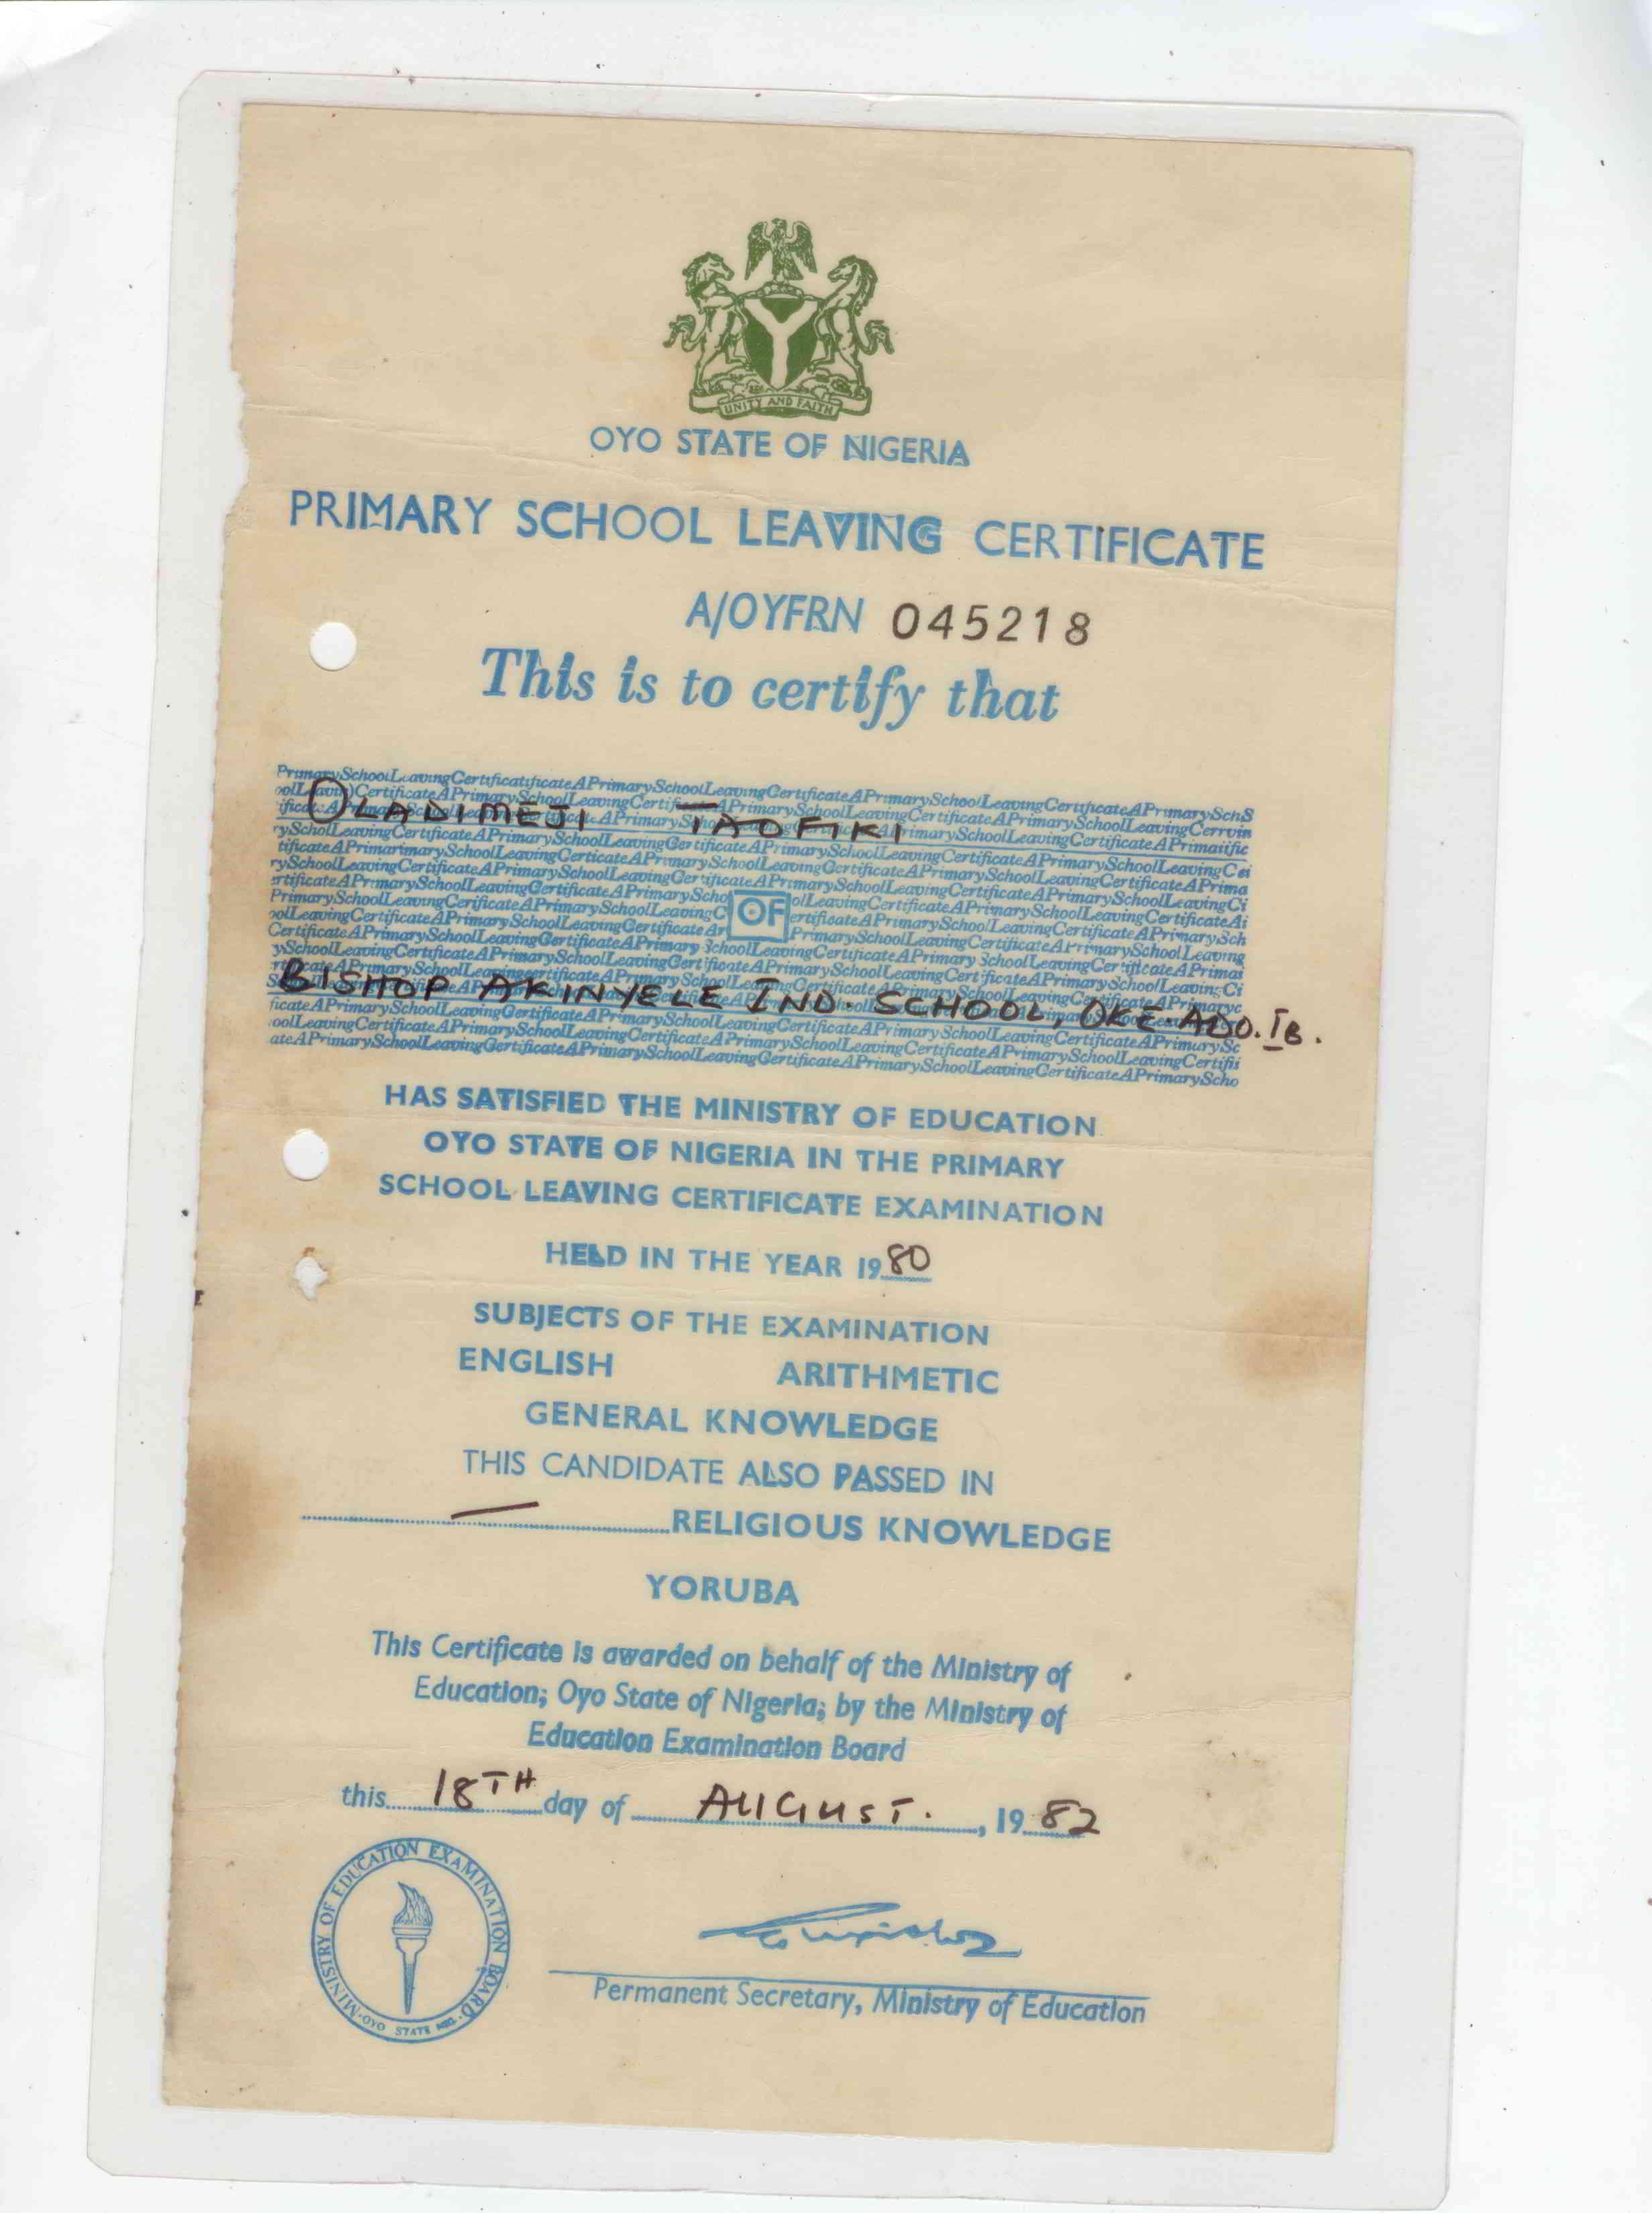 UNITY AND FAITH
OYO STATE OF NIGERIA
PRIMARY SCHOOL LEAVING CERTIFICATE
A/OYFRN 045218
This is to certify that
OLADIMEJI TAOFIKI
OF
BISHOP AKINYELE IND. SCHOOL, OKE ADO. IB.
HAS SATISFIED THE MINISTRY OF EDUCATION
OYO STATE OF NIGERIA IN THE PRIMARY
SCHOOL LEAVING CERTIFICATE EXAMINATION
HELD IN THE YEAR 1980
SUBJECTS OF THE EXAMINATION
ENGLISH ARITHMETIC
GENERAL KNOWLEDGE
THIS CANDIDATE ALSO PASSED IN
— RELIGIOUS KNOWLEDGE
YORUBA
This Certificate is awarded on behalf of the Ministry of
Education; Oyo State of Nigeria; by the Ministry of
Education Examination Board
this 18TH day of AUGUST. , 1982
MINISTRY OF EDUCATION EXAMINATION BOARD
OYO STATE
Permanent Secretary, Ministry of Education